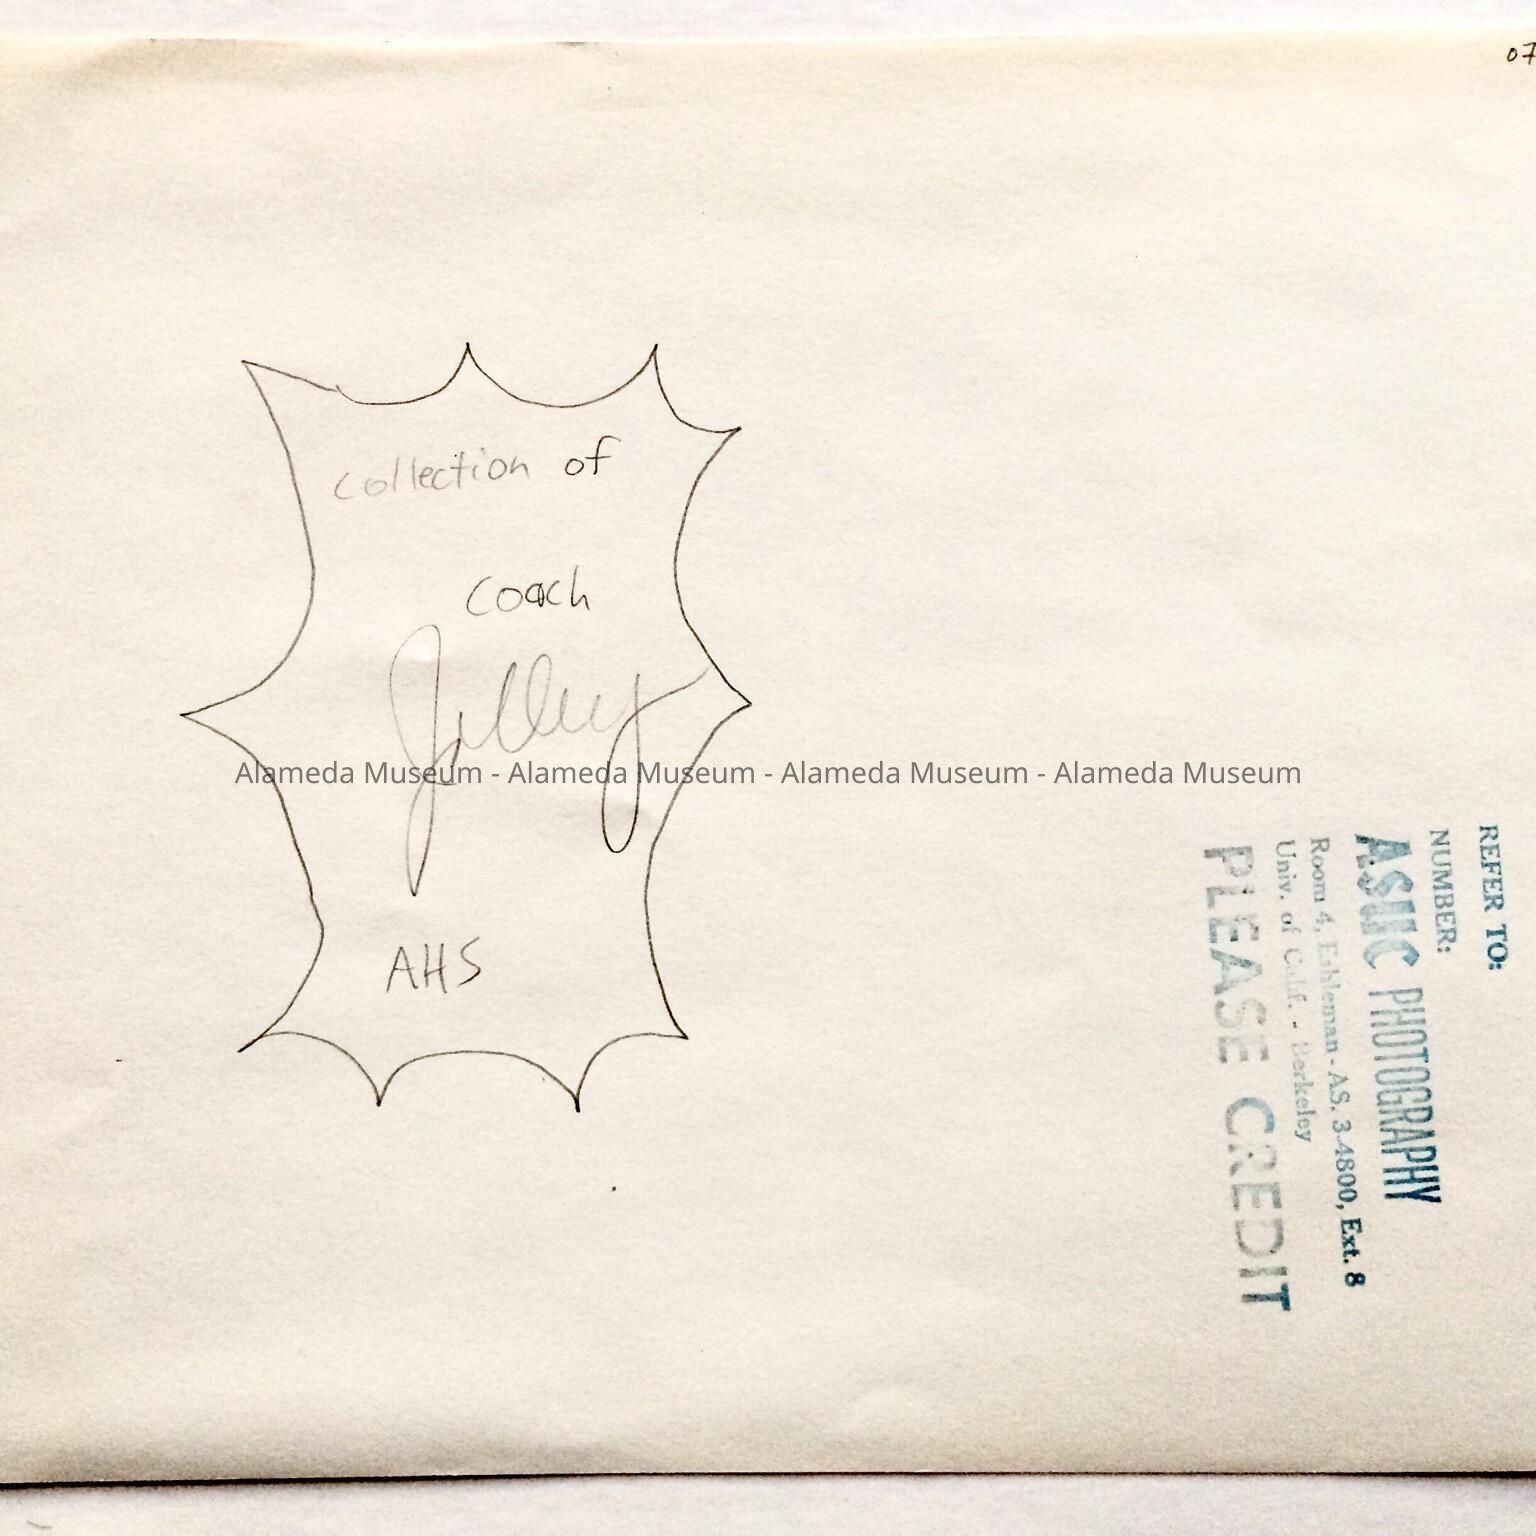 07
collection of
coach
AHS
Alameda Museum - Alameda Museum - Alameda Museum - Alameda Museum
REFER TO:
NUMBER:
ASUC PHOTOGRAPHY
Room 4, Eshleman - AS. 3-4800, Ext. 8
Univ. of Calif. - Berkeley
PLEASE CREDIT